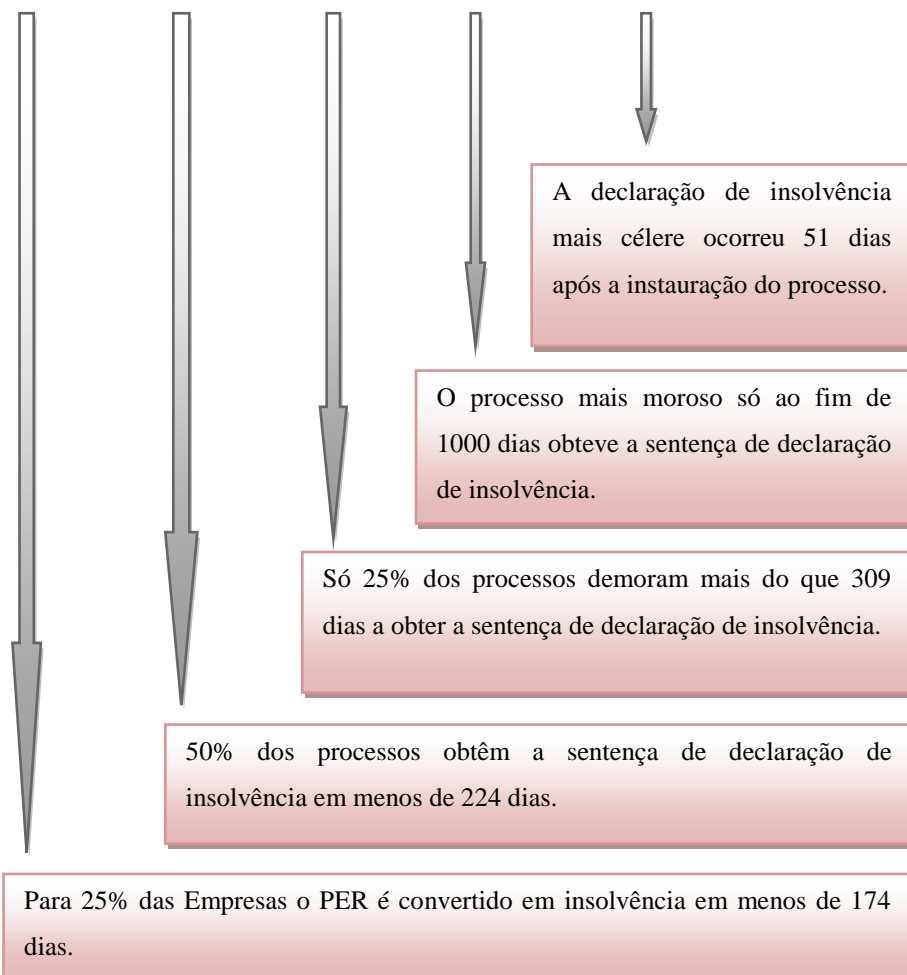 A declaração de insolvência
mais célere ocorreu 51 dias
após a instauração do processo.
O processo mais moroso só ao fim de
1000 dias obteve a sentença de declaração
de insolvência.
Só 25% dos processos demoram mais do que 309
dias a obter a sentença de declaração de insolvência.
50% dos processos obtêm a sentença de declaração de
insolvência em menos de 224 dias.
Para 25% das Empresas o PER é convertido em insolvência em menos de 174
dias.